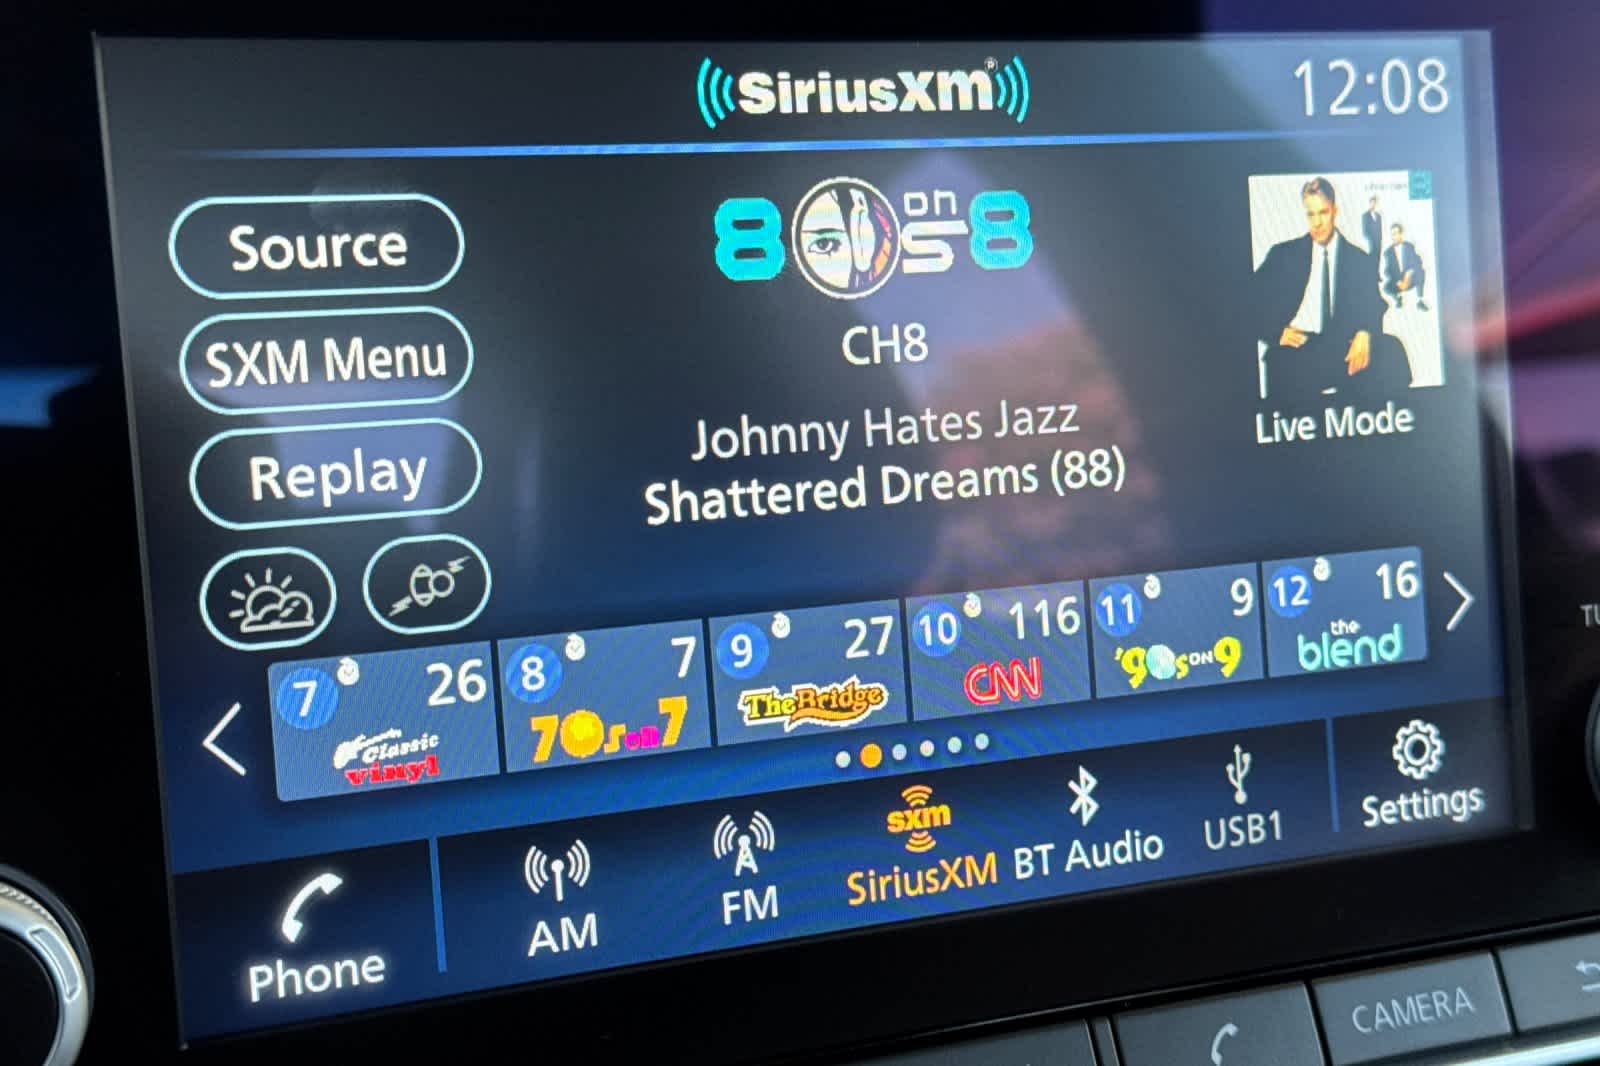 SiriusXM®
12:08
Source
SXM Menu
Replay
80s on 8
CH8
Johnny Hates Jazz
Shattered Dreams (88)
Live Mode
7 26
Classic
vinyl
8 7
70s on 7
9 27
The Bridge
10 116
CNN
11 9
'90s ON 9
12 16
the
blend
Phone
AM
FM
sxm
SiriusXM
BT Audio
USB1
Settings
CAMERA